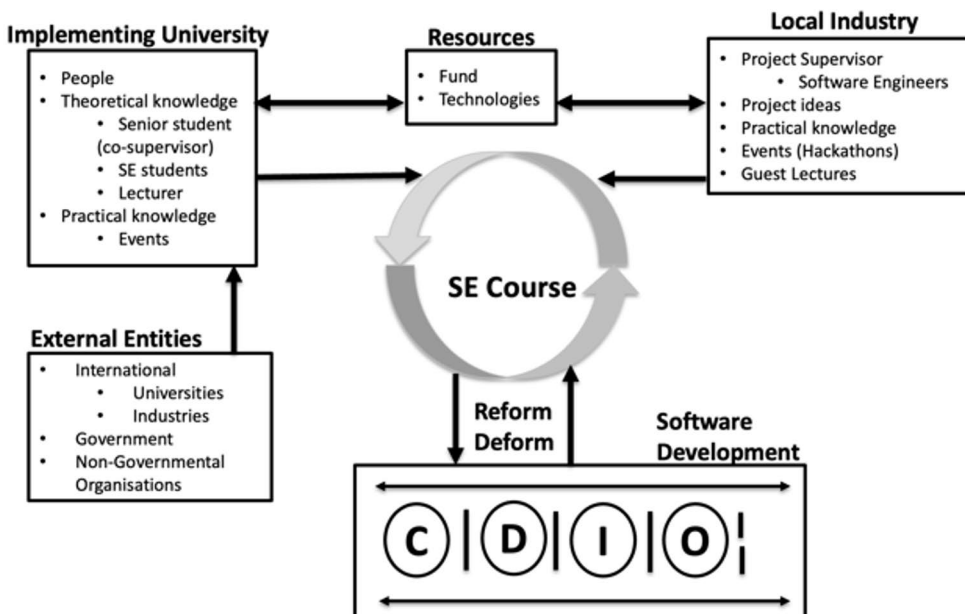 Implementing University
• People
• Theoretical knowledge
• Senior student
(co-supervisor)
• SE students
• Lecturer
• Practical knowledge
• Events
Resources
• Fund
• Technologies
Local Industry
• Project Supervisor
• Software Engineers
• Project ideas
• Practical knowledge
• Events (Hackathons)
• Guest Lectures
SE Course
External Entities
• International
• Universities
• Industries
• Government
• Non-Governmental
Organisations
Reform
Deform
Software
Development
C D I O